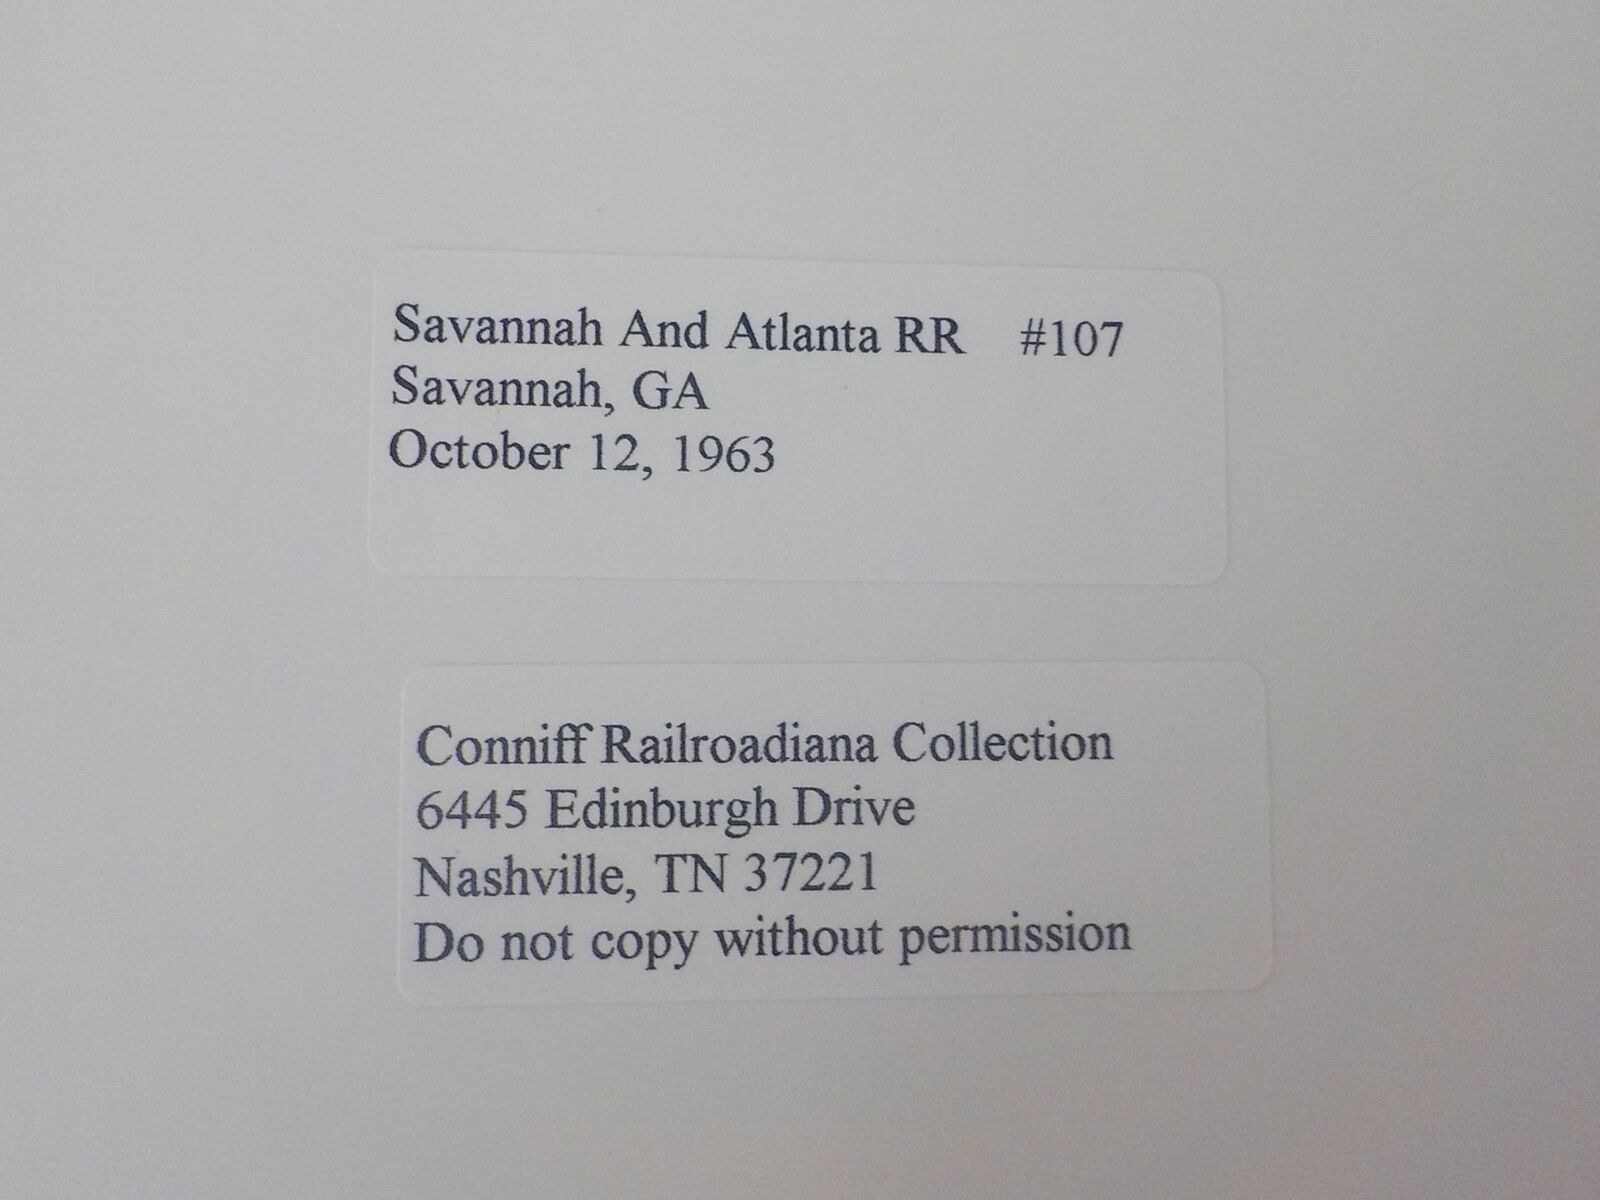 Savannah And Atlanta RR #107
Savannah, GA
October 12, 1963
Conniff Railroadiana Collection
6445 Edinburgh Drive
Nashville, TN 37221
Do not copy without permission